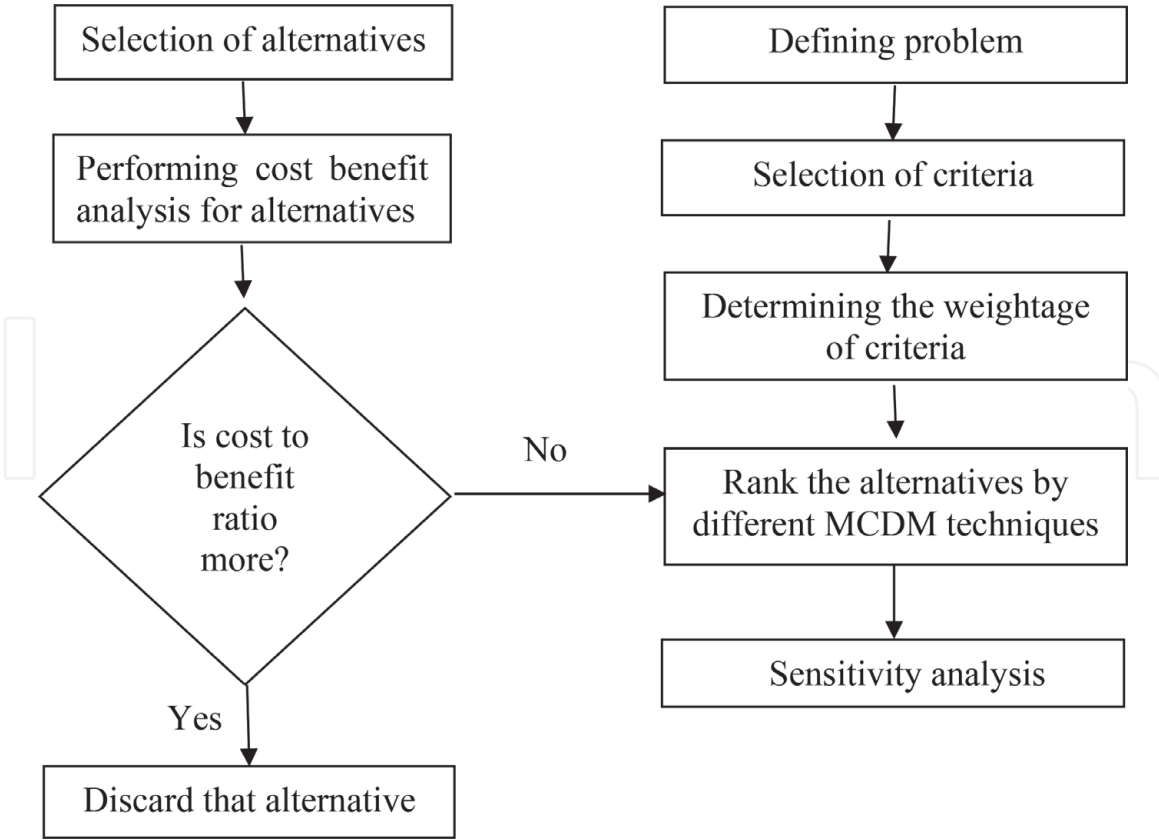 Selection of alternatives
Performing cost benefit
analysis for alternatives
Is cost to
benefit
ratio
more?
Yes
Discard that alternative
No
Defining problem
Selection of criteria
Determining the weightage
of criteria
Rank the alternatives by
different MCDM techniques
Sensitivity analysis